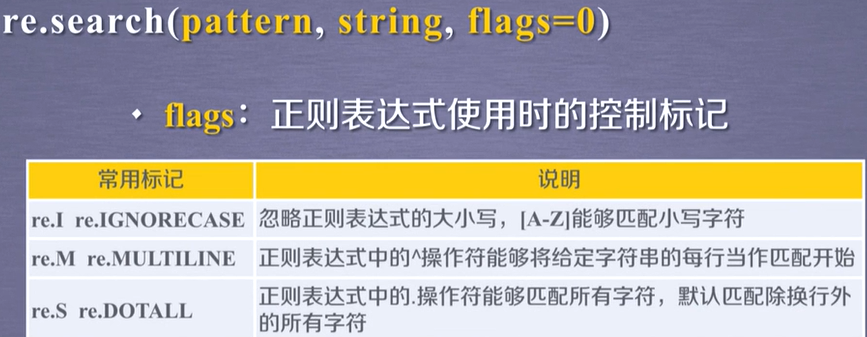 re.search(pattern, string, flags=0)
• flags：正则表达式使用时的控制标记
常用标记 说明
re.I re.IGNORECASE 忽略正则表达式的大小写，[A-Z]能够匹配小写字符
re.M re.MULTILINE 正则表达式中的^操作符能够将给定字符串的每行当作匹配开始
re.S re.DOTALL 正则表达式中的.操作符能够匹配所有字符，默认匹配除换行外
的所有字符